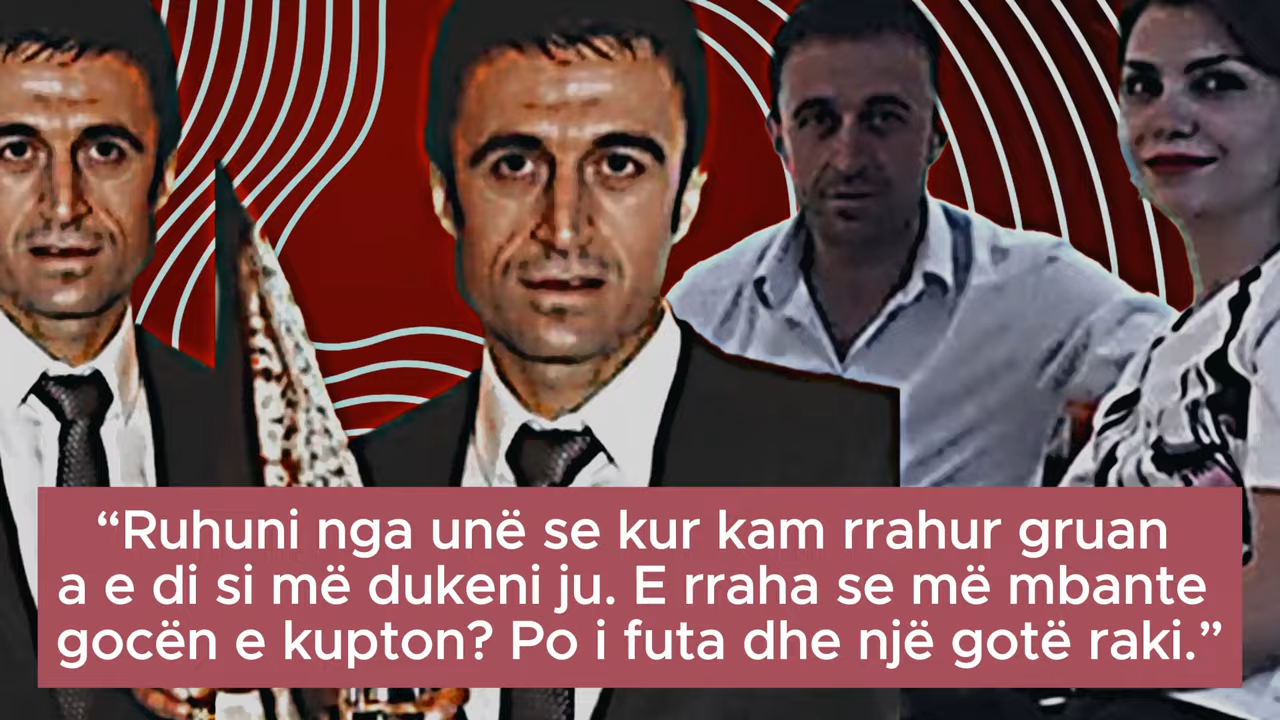 “Ruhuni nga unë se kur kam rrahur gruan
a e di si më dukeni ju. E rraha se më mbante
gocën e kupton? Po i futa dhe një gotë raki.”